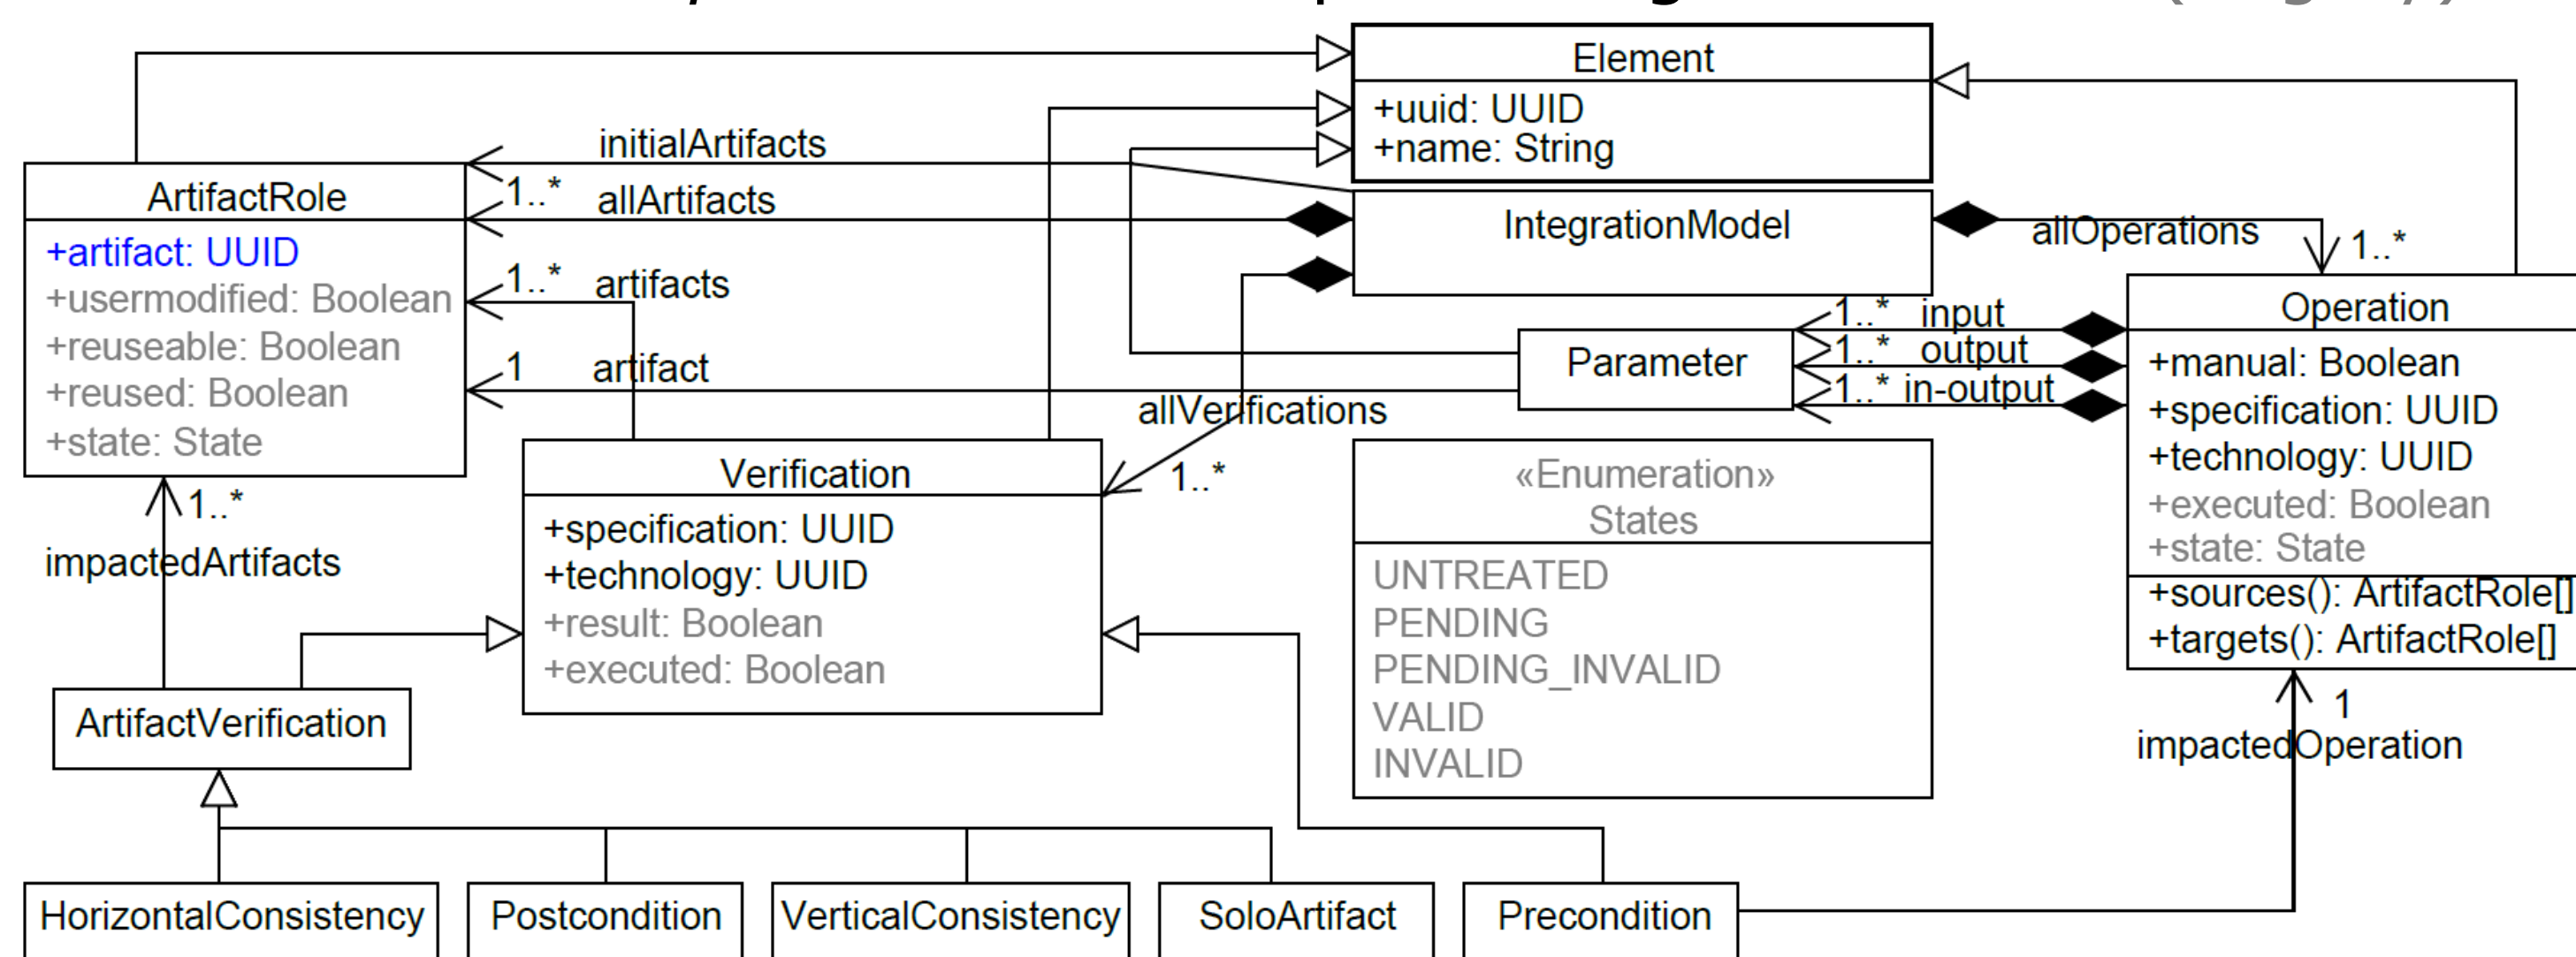 Element
+uuid: UUID
+name: String
initialArtifacts
1..*
allArtifacts
ArtifactRole
+artifact: UUID
+usermodified: Boolean
+reuseable: Boolean
+reused: Boolean
+state: State
1..*
artifacts
1
artifact
IntegrationModel
allOperations
1..*
Parameter
1..*
input
1..*
output
1..*
in-output
Operation
+manual: Boolean
+specification: UUID
+technology: UUID
+executed: Boolean
+state: State
+sources(): ArtifactRole[]
+targets(): ArtifactRole[]
allVerifications
1..*
Verification
+specification: UUID
+technology: UUID
+result: Boolean
+executed: Boolean
«Enumeration»
States
UNTREATED
PENDING
PENDING_INVALID
VALID
INVALID
1..*
impactedArtifacts
1
impactedOperation
ArtifactVerification
HorizontalConsistency
Postcondition
VerticalConsistency
SoloArtifact
Precondition